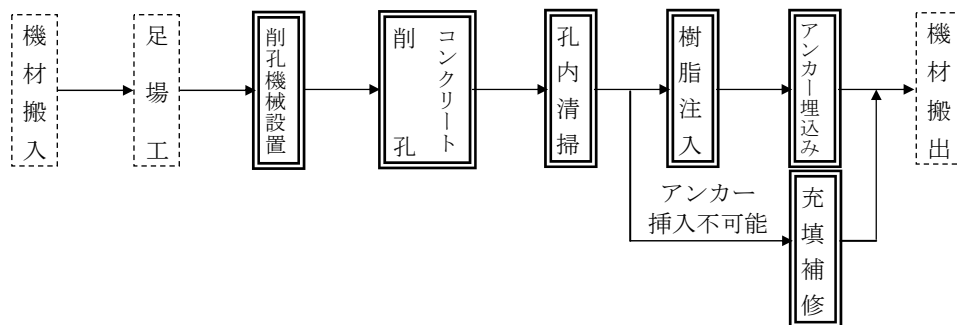 機材搬入
足場工
削孔機械設置
コンクリート
削孔
孔内清掃
樹脂注入
アンカー埋込み
機材搬出
アンカー
挿入不可能
充填補修